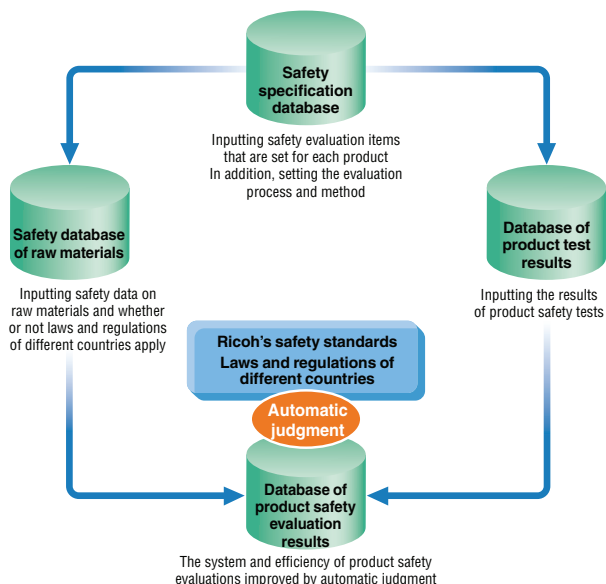 Safety
specification
database
Inputting safety evaluation items
that are set for each product
In addition, setting the evaluation
process and method
Safety database
of raw materials
Inputting safety data on
raw materials and whether
or not laws and regulations
of different countries apply
Database of
product test
results
Inputting the results
of product safety tests
Ricoh's safety standards
Laws and regulations of
different countries
Automatic
judgment
Database of
product safety
evaluation
results
The system and efficiency of product safety
evaluations improved by automatic judgment